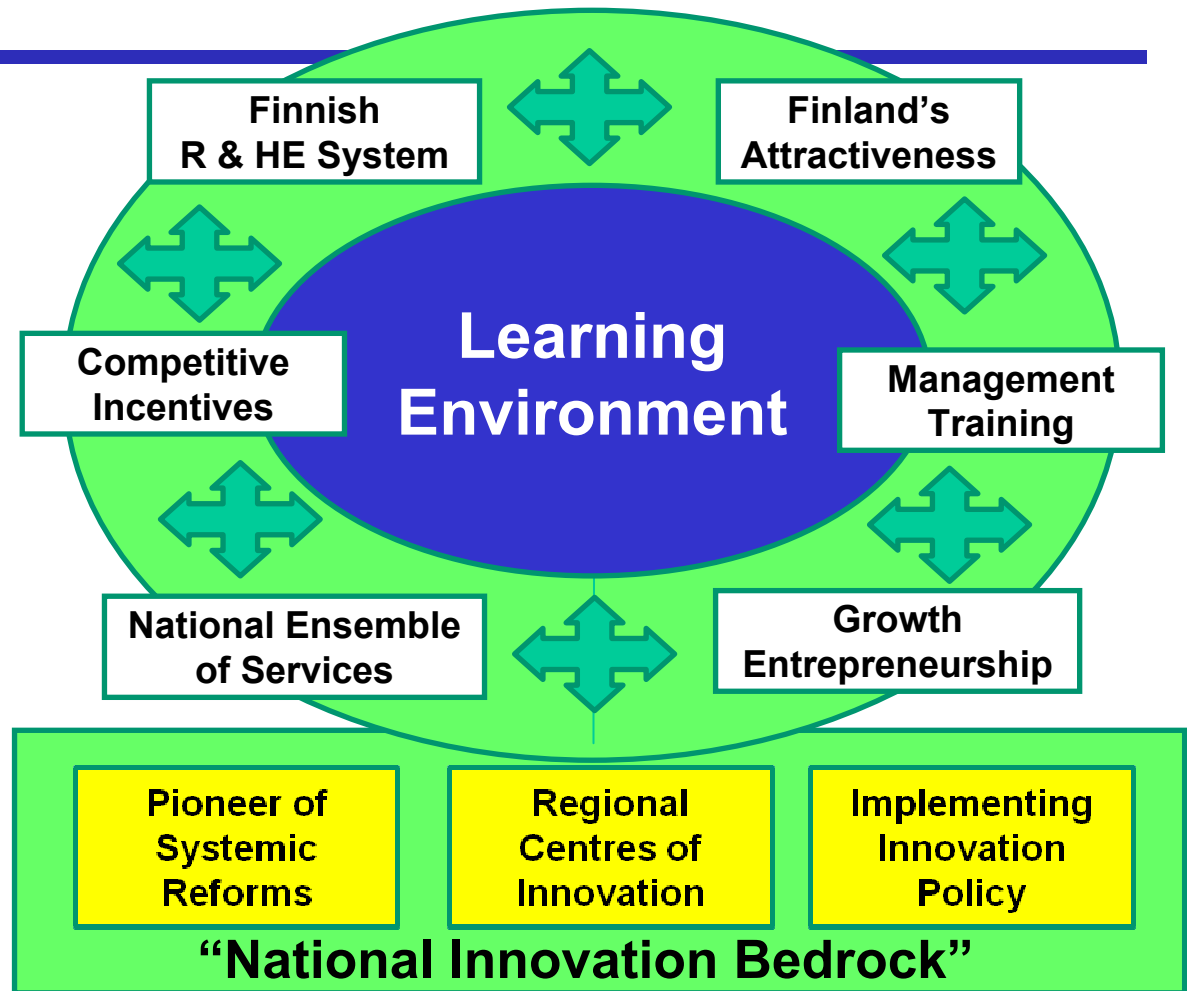 Finnish
R & HE System
Finland’s
Attractiveness
Competitive
Incentives
Learning
Environment
Management
Training
National Ensemble
of Services
Growth
Entrepreneurship
Pioneer of
Systemic
Reforms
Regional
Centres of
Innovation
Implementing
Innovation
Policy
“National Innovation Bedrock”